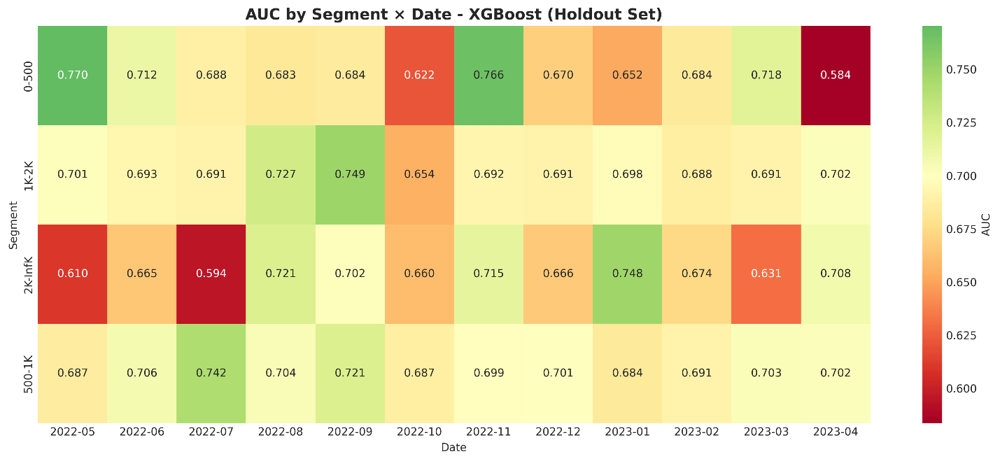 AUC by Segment × Date - XGBoost (Holdout Set)
0-500 0.770 0.712 0.688 0.683 0.684 0.622 0.766 0.670 0.652 0.684 0.718 0.584
1K-2K 0.701 0.693 0.691 0.727 0.749 0.654 0.692 0.691 0.698 0.688 0.691 0.702
2K-InfK 0.610 0.665 0.594 0.721 0.702 0.660 0.715 0.666 0.748 0.674 0.631 0.708
500-1K 0.687 0.706 0.742 0.704 0.721 0.687 0.699 0.701 0.684 0.691 0.703 0.702
Segment
2022-05 2022-06 2022-07 2022-08 2022-09 2022-10 2022-11 2022-12 2023-01 2023-02 2023-03 2023-04
Date
0.750
0.725
0.700
0.675
0.650
0.625
0.600
AUC